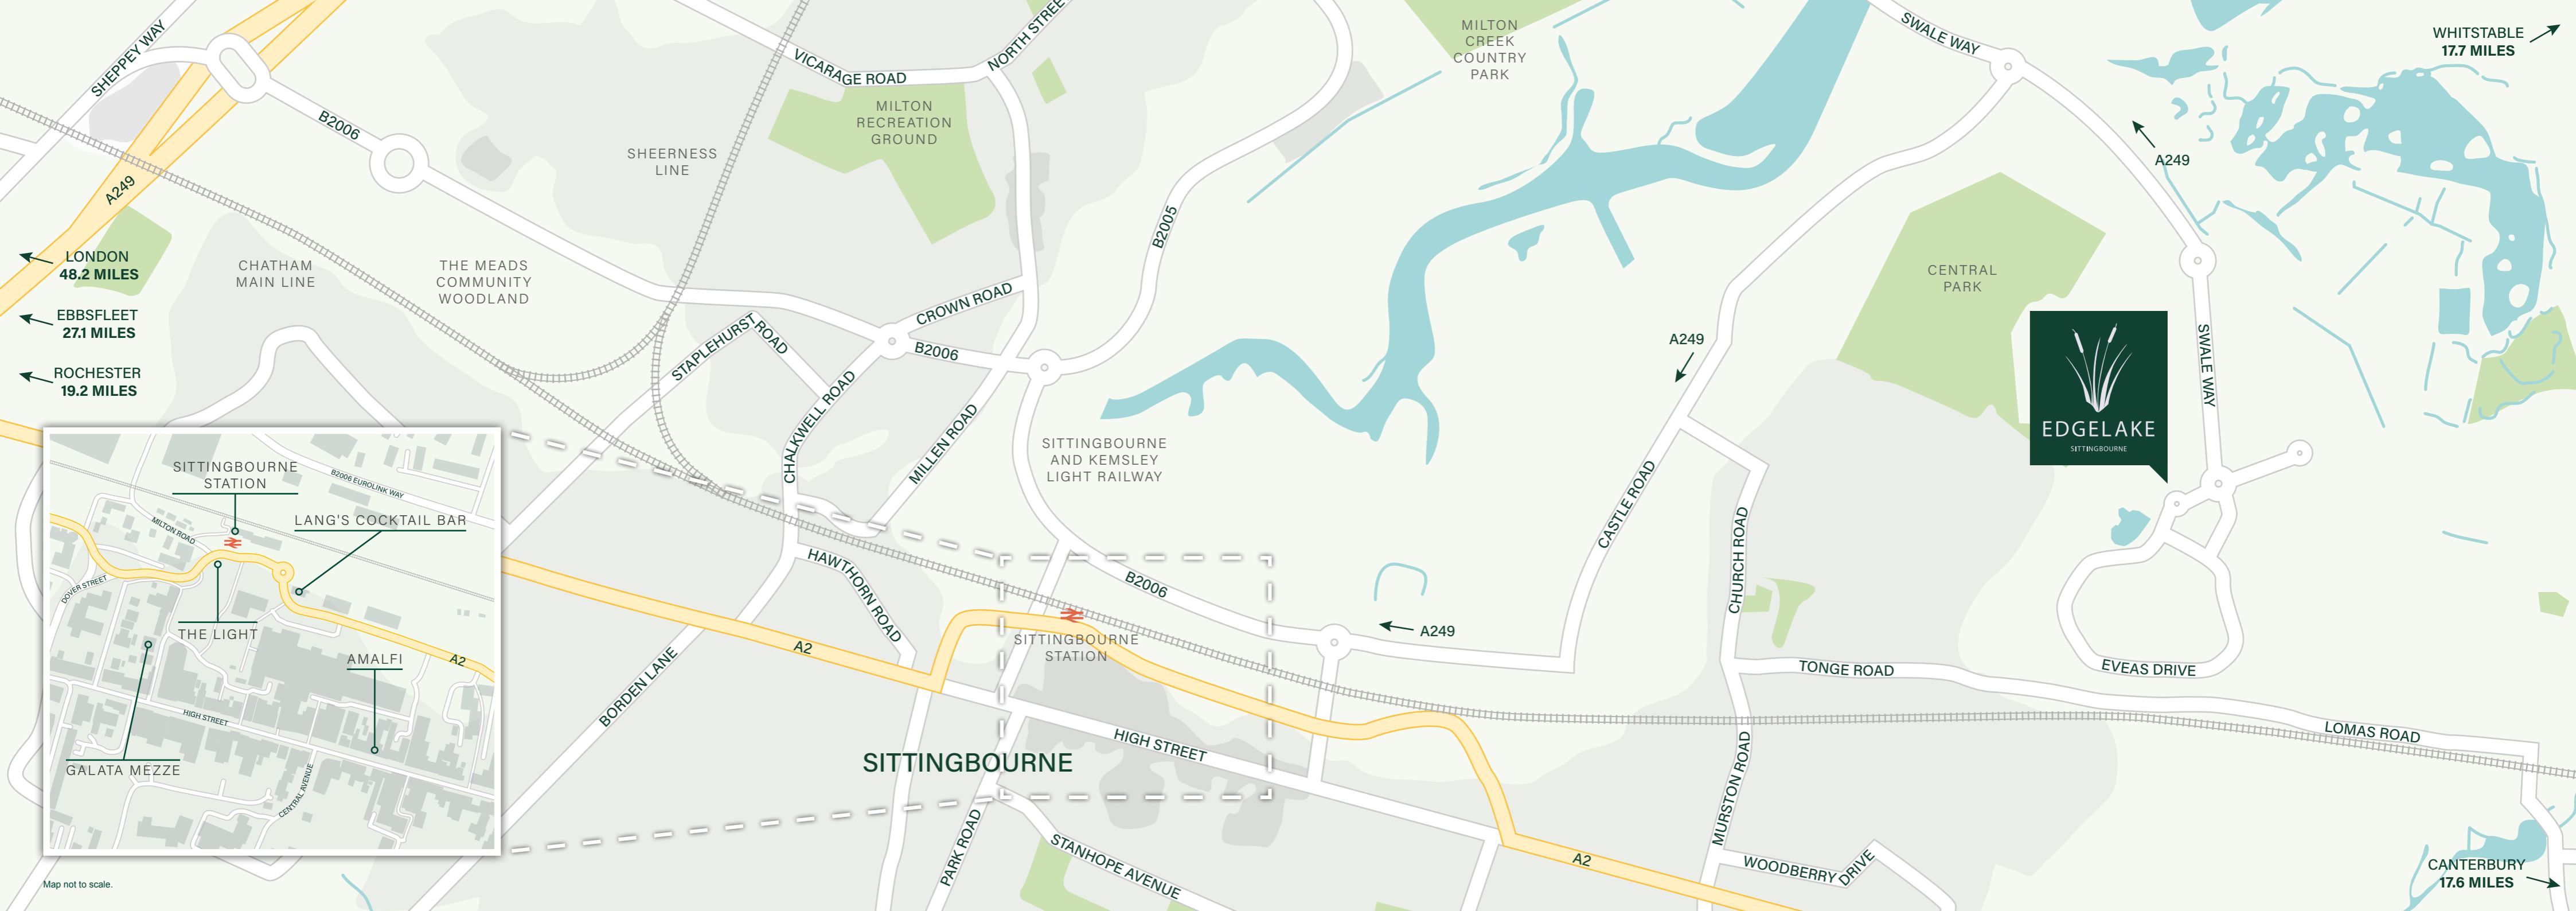 SHEPPEY WAY
B2006
A249
VICARAGE ROAD
NORTH STREE
MILTON
RECREATION
GROUND
SHEERNESS
LINE
MILTON
CREEK
COUNTRY
PARK
SWALE WAY
WHITSTABLE
17.7 MILES
A249
B2005
LONDON
48.2 MILES
EBBSFLEET
27.1 MILES
ROCHESTER
19.2 MILES
CHATHAM
MAIN LINE
THE MEADS
COMMUNITY
WOODLAND
CROWN ROAD
B2006
STAPLEHURST ROAD
CHALKWELL ROAD
MILLEN ROAD
SITTINGBOURNE
AND KEMSLEY
LIGHT RAILWAY
A249
CENTRAL
PARK
EDGELAKE
SITTINGBOURNE
SWALE WAY
CASTLE ROAD
CHURCH ROAD
HAWTHORN ROAD
B2006
A249
SITTINGBOURNE
STATION
A2
BORDEN LANE
TONGE ROAD
EVEAS DRIVE
LOMAS ROAD
SITTINGBOURNE
HIGH STREET
MURSTON ROAD
PARK ROAD
STANHOPE AVENUE
A2
WOODBERRY DRIVE
CANTERBURY
17.6 MILES
SITTINGBOURNE
STATION
B2006 EUROLINK WAY
LANG'S COCKTAIL BAR
MILTON ROAD
DOVER STREET
THE LIGHT
AMALFI
A2
HIGH STREET
GALATA MEZZE
CENTRAL AVENUE
Map not to scale.